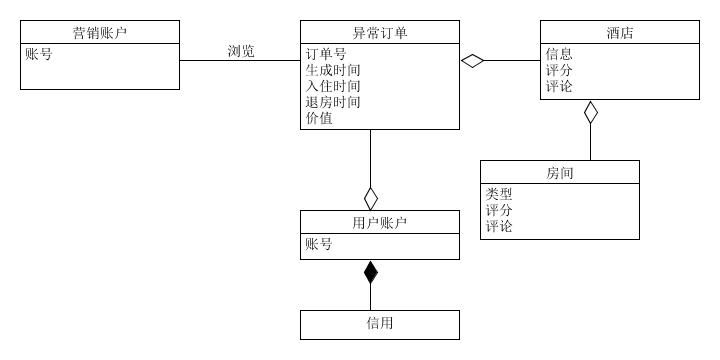 营销账户
账号
浏览
异常订单
订单号
生成时间
入住时间
退房时间
价值
酒店
信息
评分
评论
房间
类型
评分
评论
用户账户
账号
信用